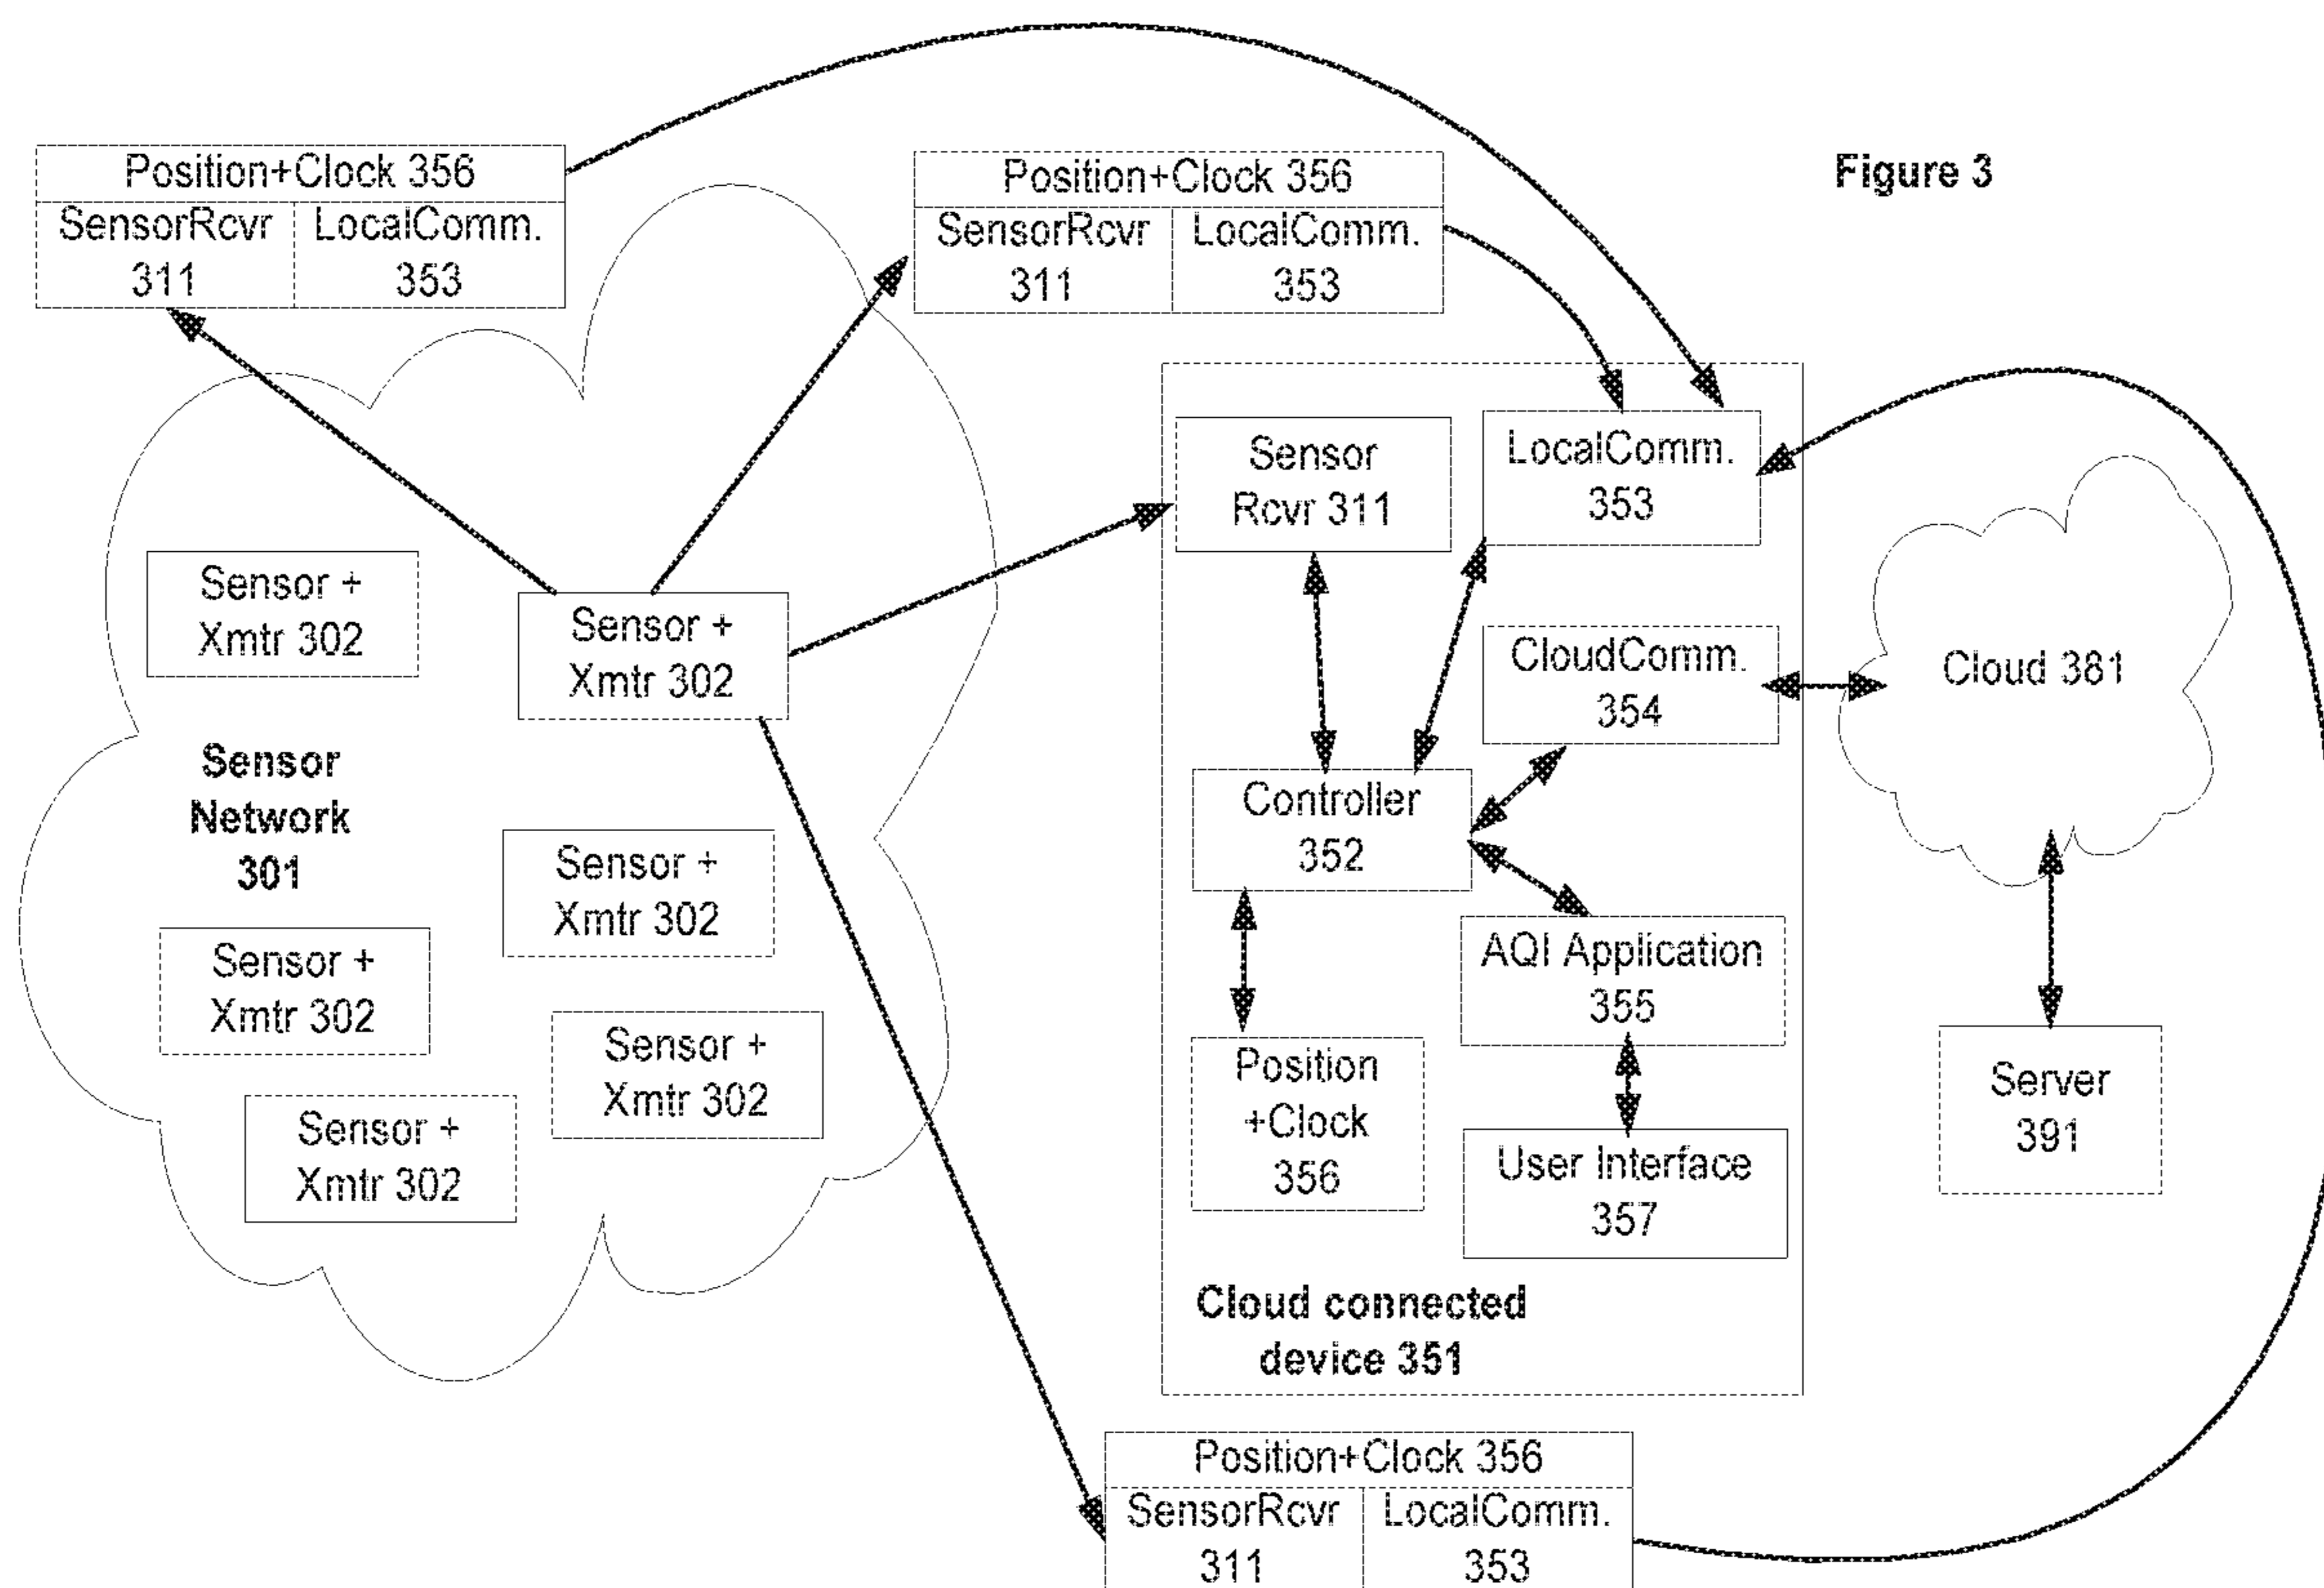 Figure 3
Position+Clock 356
SensorRcvr
311
LocalComm.
353
Position+Clock 356
SensorRcvr
311
LocalComm.
353
Sensor
Rcvr 311
LocalComm.
353
Sensor +
Xmtr 302
Sensor +
Xmtr 302
CloudComm.
354
Cloud 381
Sensor
Network
301
Controller
352
Sensor +
Xmtr 302
Sensor +
Xmtr 302
AQI Application
355
Sensor +
Xmtr 302
Position
+Clock
356
Server
391
Sensor +
Xmtr 302
User Interface
357
Cloud connected
device 351
Position+Clock 356
SensorRcvr
311
LocalComm.
353